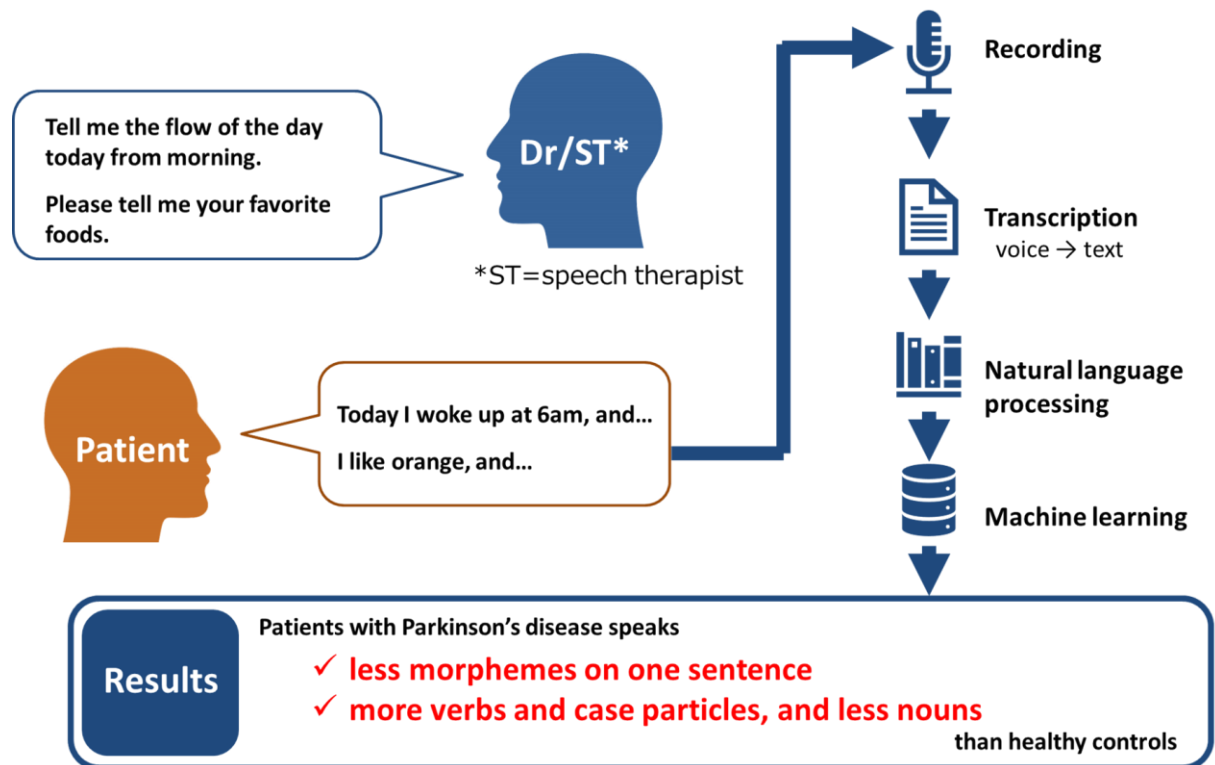 Tell me the flow of the day
today from morning.
Please tell me your favorite
foods.
Dr/ST*
*ST=speech therapist
Patient
Today I woke up at 6am, and...
I like orange, and...
Recording
Transcription
voice → text
Natural language
processing
Machine learning
Results
Patients with Parkinson's disease speaks
✓ less morphemes on one sentence
✓ more verbs and case particles, and less nouns
than healthy controls